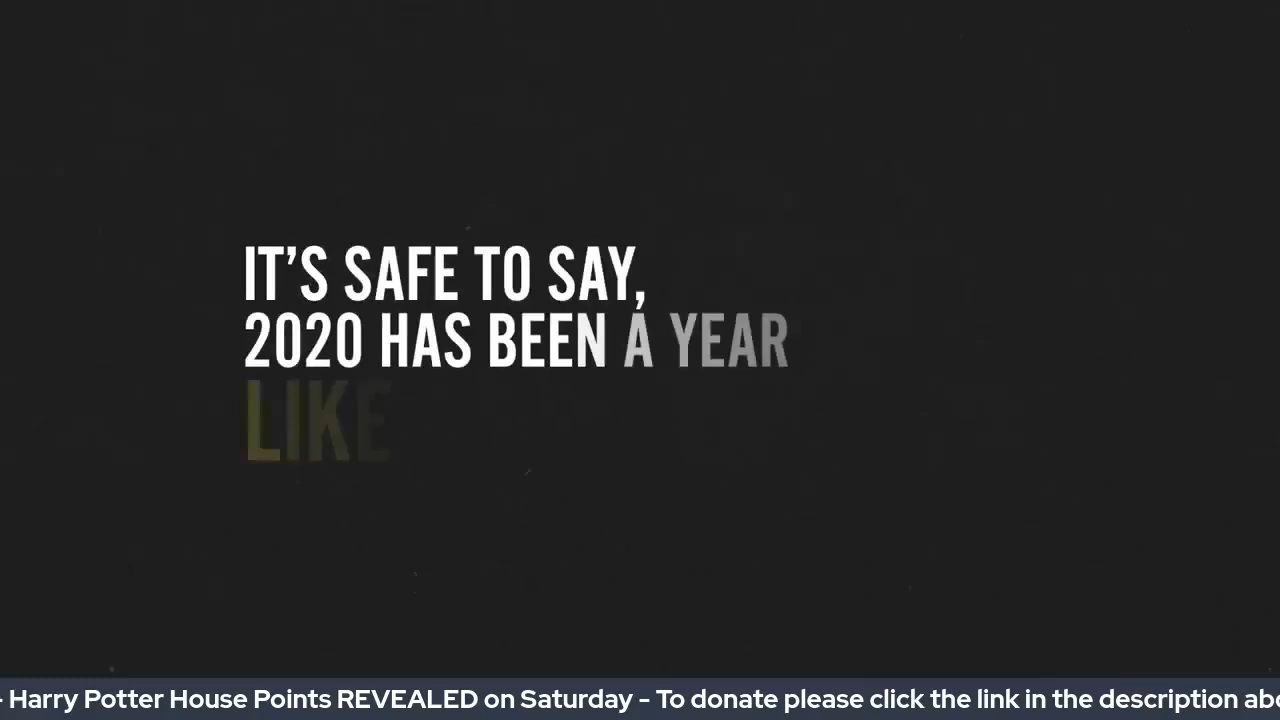 IT'S SAFE TO SAY,
2020 HAS BEEN A YEAR
LIKE
- Harry Potter House Points REVEALED on Saturday - To donate please click the link in the description abo